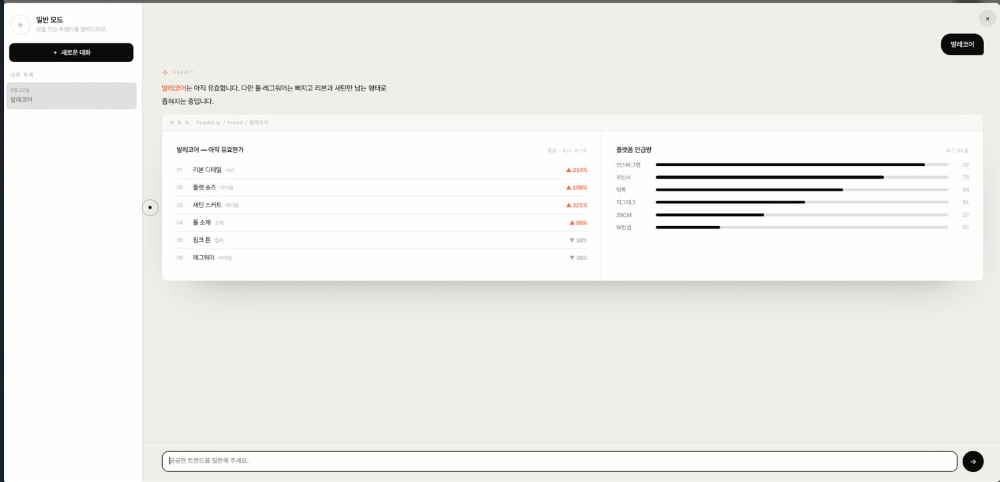 일반 모드
요즘 뜨는 트렌드를 알려드려요.
+ 새로운 대화
대화 목록
8월 22일
발레코어
×
발레코어
FEEDIT
발레코어는 아직 유효합니다. 다만 튤·레그워머는 빠지고 리본과 새틴만 남는 형태로
좁혀지는 중입니다.
feedit.ai / trend / 발레코어
발레코어 — 아직 유효한가
통합 · 8/7–8/13
01 리본 디테일 서브 ▲ 214%
02 플랫 슈즈 아이템 ▲ 168%
03 새틴 스커트 아이템 ▲ 121%
04 튤 소재 소재 ▲ 88%
05 핑크 톤 컬러 ▼ 18%
06 레그워머 아이템 ▼ 36%
플랫폼 언급량
최근 30일
인스타그램 92
무신사 78
틱톡 64
지그재그 51
29CM 37
W컨셉 22
궁금한 트렌드를 질문해 주세요.
→